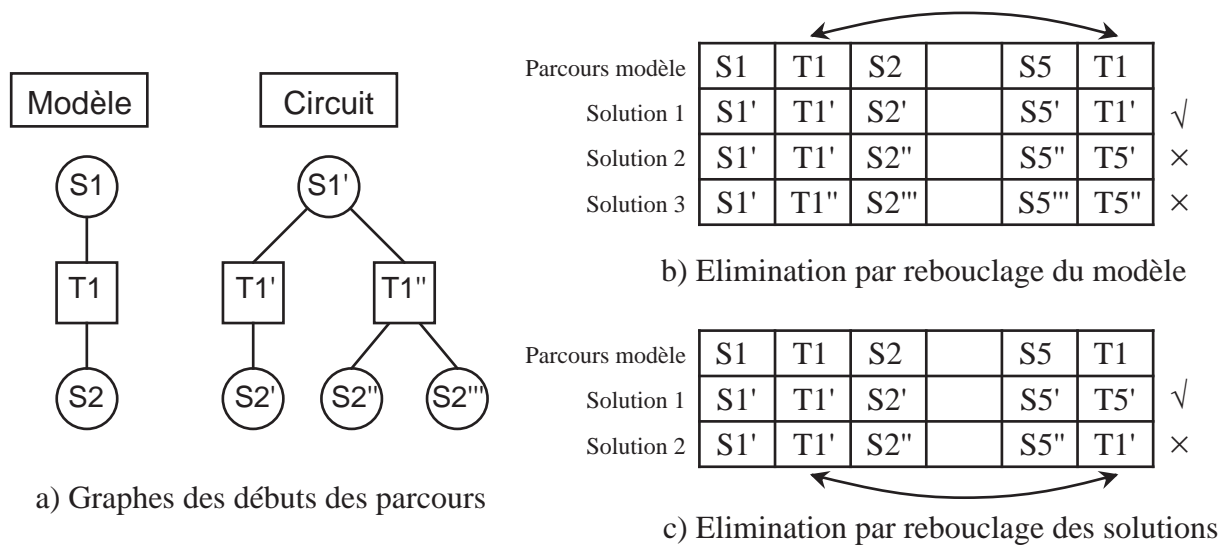 Modèle
Circuit
S1
S1'
T1
T1'
T1"
S2
S2'
S2"
S2'"
a) Graphes des débuts des parcours
Parcours modèle S1 T1 S2 S5 T1
Solution 1 S1' T1' S2' S5' T1' √
Solution 2 S1' T1' S2" S5" T5' ×
Solution 3 S1' T1" S2'" S5'" T5" ×
b) Elimination par rebouclage du modèle
Parcours modèle S1 T1 S2 S5 T1
Solution 1 S1' T1' S2' S5' T5' √
Solution 2 S1' T1' S2" S5" T1' ×
c) Elimination par rebouclage des solutions